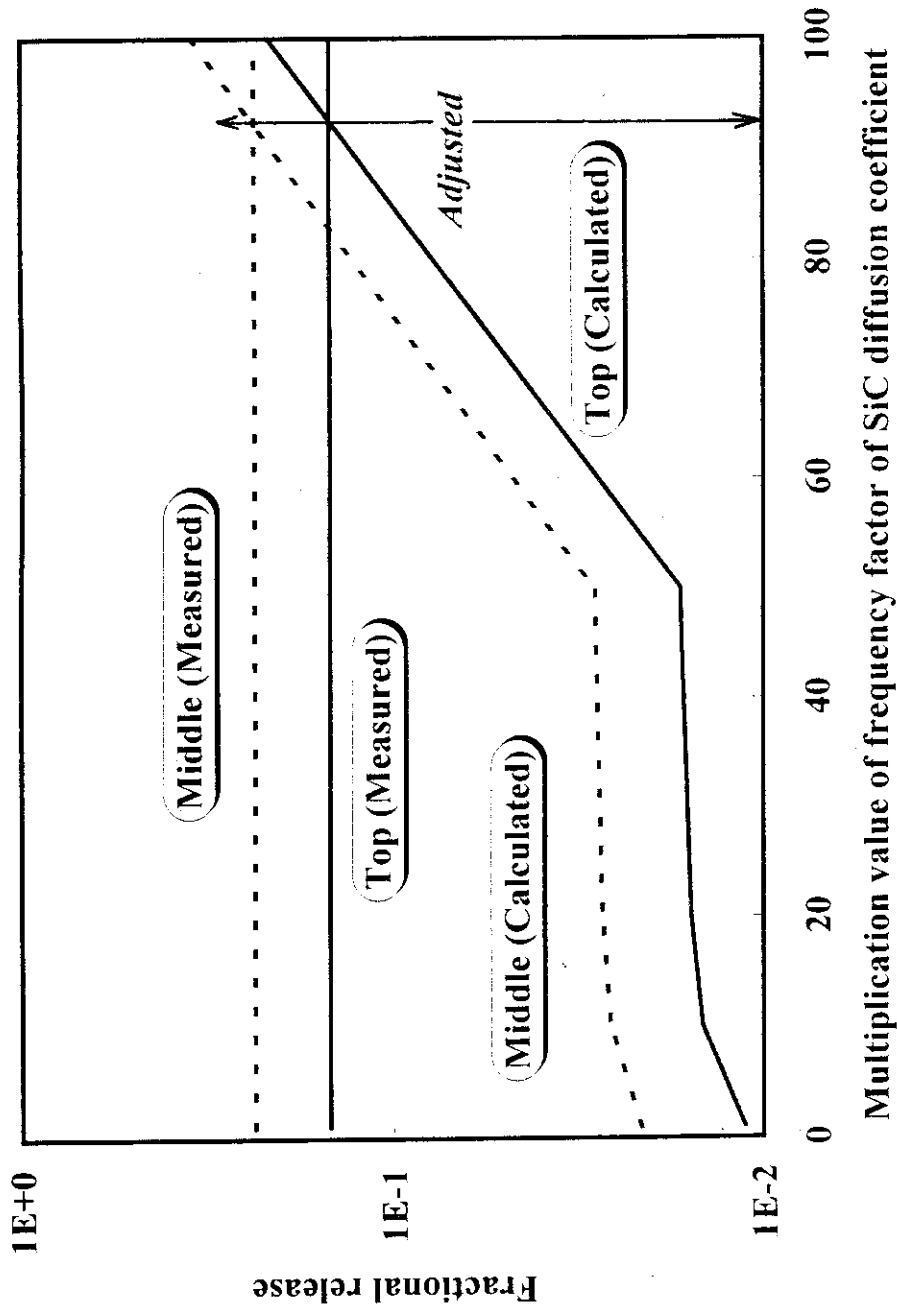 Fractional release
1E+0
1E-1
1E-2
Middle (Measured)
Top (Measured)
Middle (Calculated)
Adjusted
Top (Calculated)
0
20
40
60
80
100
Multiplication value of frequency factor of SiC diffusion coefficient